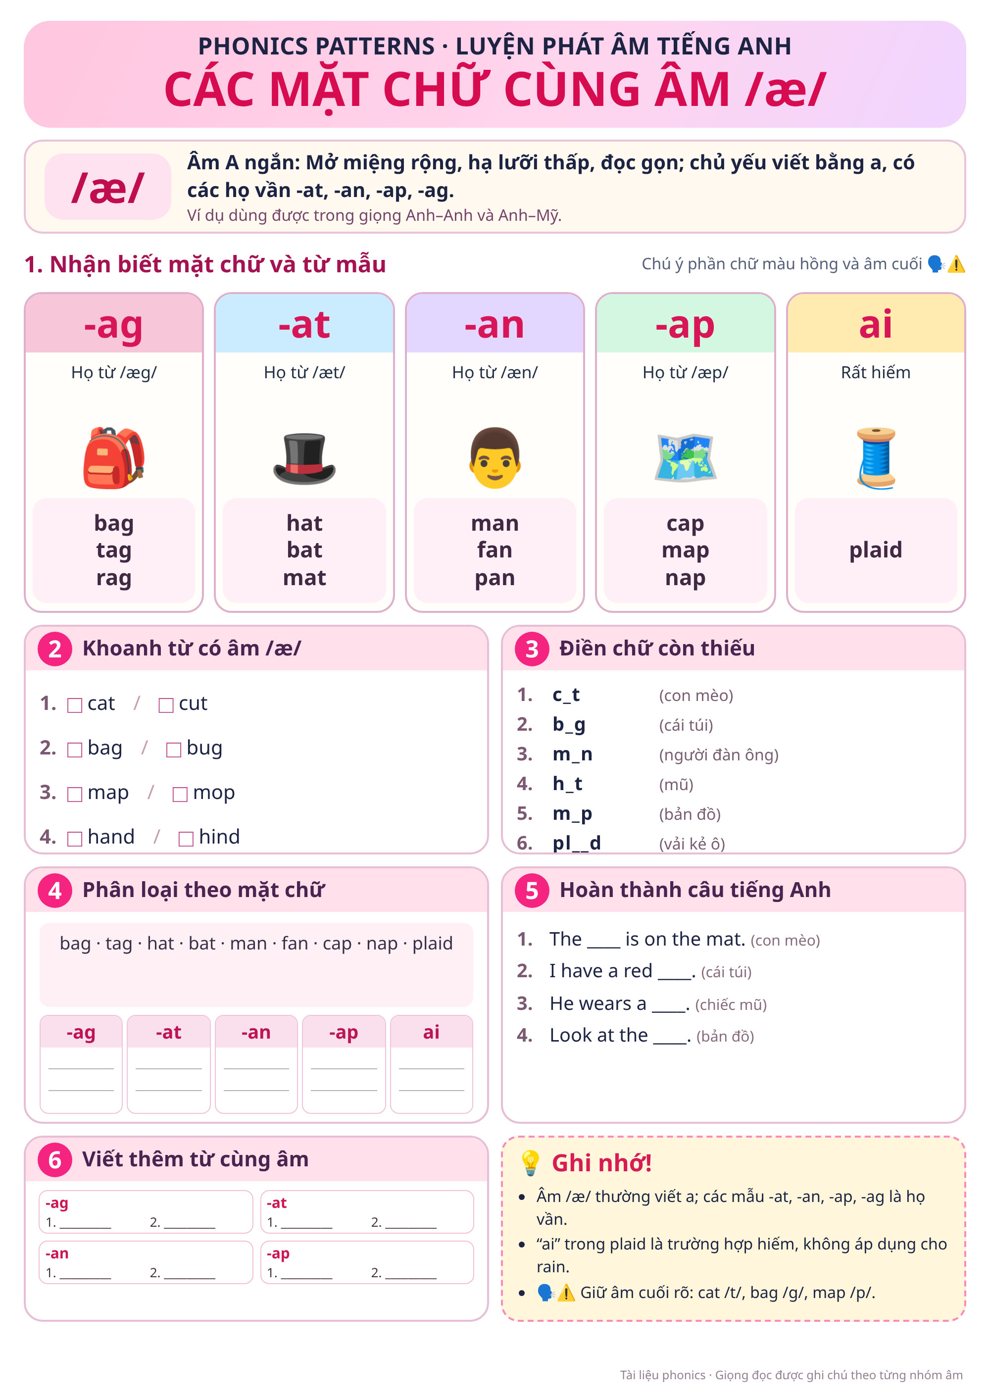 PHONICS PATTERNS · LUYỆN PHÁT ÂM TIẾNG ANH
CÁC MẶT CHỮ CÙNG ÂM /æ/
/æ/
Âm A ngắn: Mở miệng rộng, hạ lưỡi thấp, đọc gọn; chủ yếu viết bằng a, có
các họ vần -at, -an, -ap, -ag.
Ví dụ dùng được trong giọng Anh–Anh và Anh–Mỹ.
1. Nhận biết mặt chữ và từ mẫu
Chú ý phần chữ màu hồng và âm cuối 🗣️⚠️
-ag
Họ từ /æg/
bag
tag
rag
-at
Họ từ /æt/
hat
bat
mat
-an
Họ từ /æn/
man
fan
pan
-ap
Họ từ /æp/
cap
map
nap
ai
Rất hiếm
plaid
2 Khoanh từ có âm /æ/
1. □ cat / □ cut
2. □ bag / □ bug
3. □ map / □ mop
4. □ hand / □ hind
3 Điền chữ còn thiếu
1. c_t (con mèo)
2. b_g (cái túi)
3. m_n (người đàn ông)
4. h_t (mũ)
5. m_p (bản đồ)
6. pl__d (vải kẻ ô)
4 Phân loại theo mặt chữ
bag · tag · hat · bat · man · fan · cap · nap · plaid
-ag -at -an -ap ai
5 Hoàn thành câu tiếng Anh
1. The ____ is on the mat. (con mèo)
2. I have a red ____. (cái túi)
3. He wears a ____. (chiếc mũ)
4. Look at the ____. (bản đồ)
6 Viết thêm từ cùng âm
-ag
1. ________ 2. ________
-at
1. ________ 2. ________
-an
1. ________ 2. ________
-ap
1. ________ 2. ________
💡 Ghi nhớ!
• Âm /æ/ thường viết a; các mẫu -at, -an, -ap, -ag là họ
vần.
• “ai” trong plaid là trường hợp hiếm, không áp dụng cho
rain.
• 🗣️⚠️ Giữ âm cuối rõ: cat /t/, bag /g/, map /p/.
Tài liệu phonics · Giọng đọc được ghi chú theo từng nhóm âm